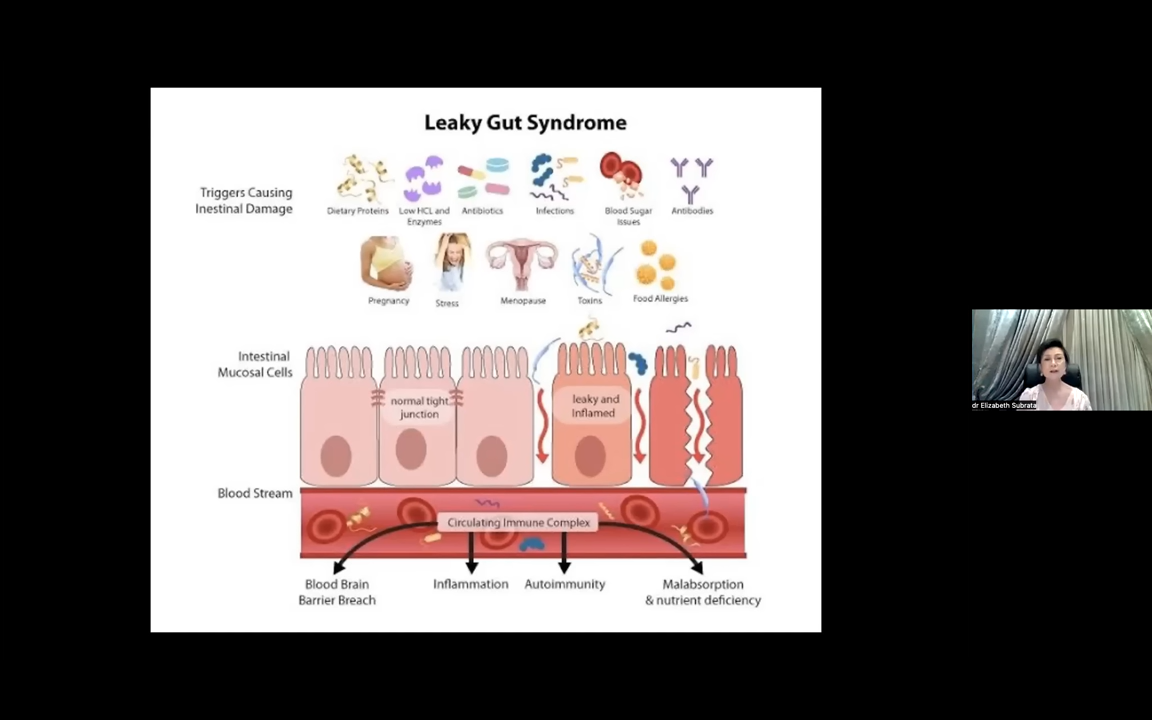 Leaky Gut Syndrome
Triggers Causing
Inestinal Damage
Dietary Proteins
Low HCL and
Enzymes
Antibiotics
Infections
Blood Sugar
Issues
Antibodies
Pregnancy
Stress
Menopause
Toxins
Food Allergies
Intestinal
Mucosal Cells
normal tight
junction
leaky and
Inflamed
Blood Stream
Circulating Immune Complex
Blood Brain
Barrier Breach
Inflammation
Autoimmunity
Malabsorption
& nutrient deficiency
dr Elizabeth Subrata